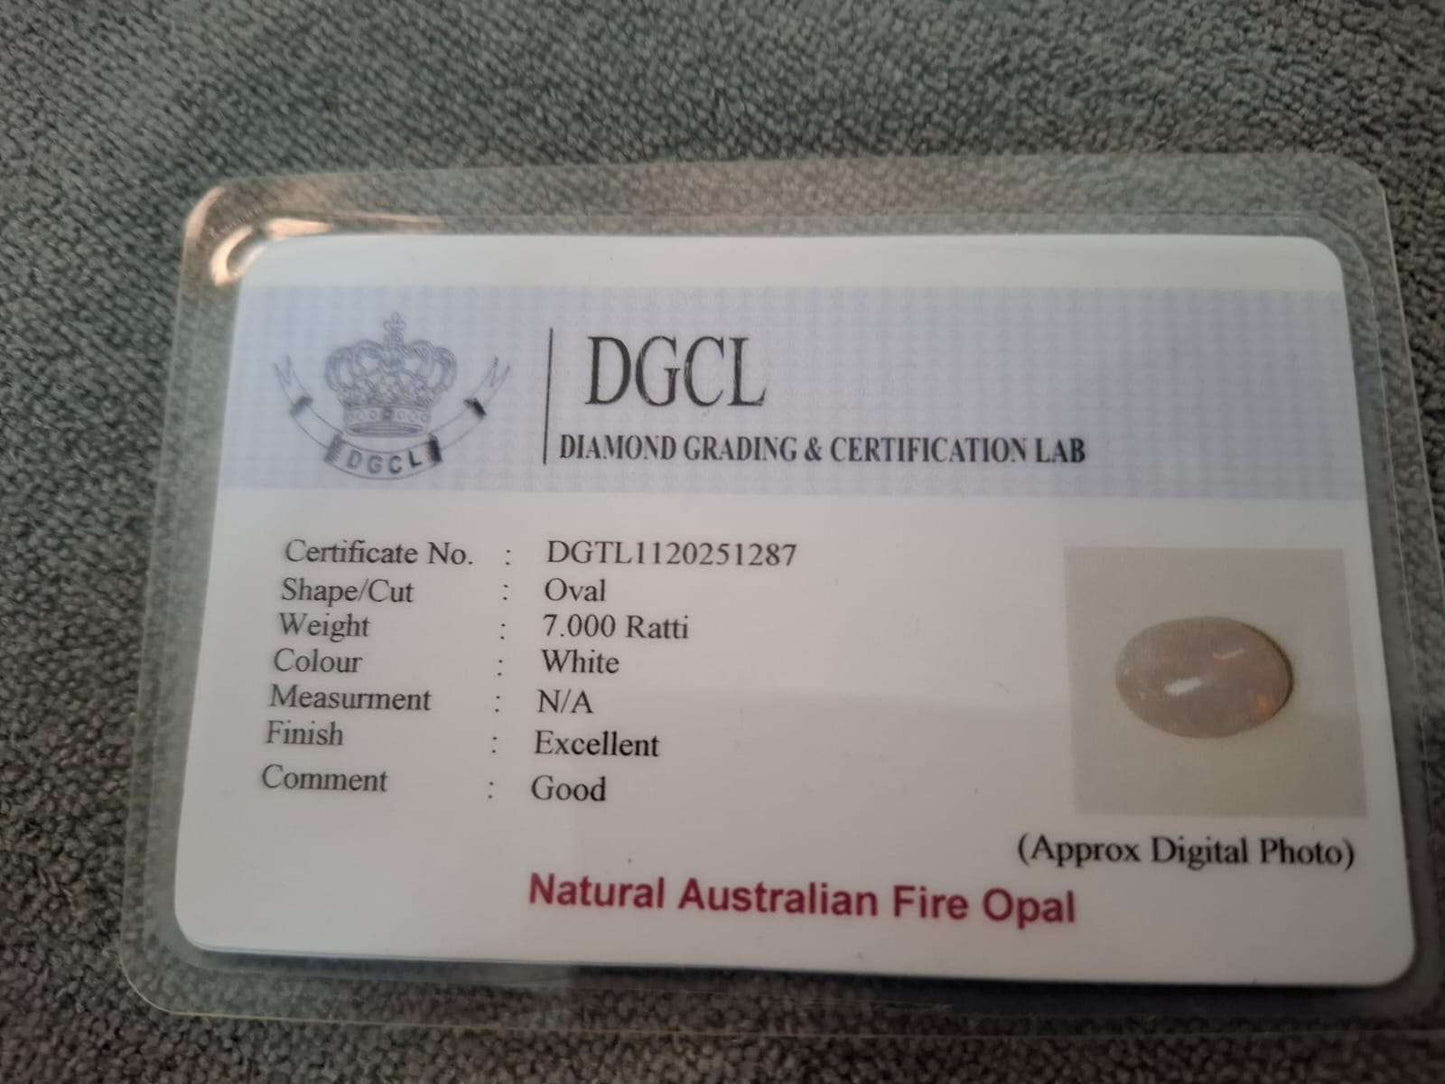 DGCL
DGCL
DIAMOND GRADING & CERTIFICATION LAB
Certificate No. : DGTL1120251287
Shape/Cut : Oval
Weight : 7.000 Ratti
Colour : White
Measurment : N/A
Finish : Excellent
Comment : Good
(Approx Digital Photo)
Natural Australian Fire Opal